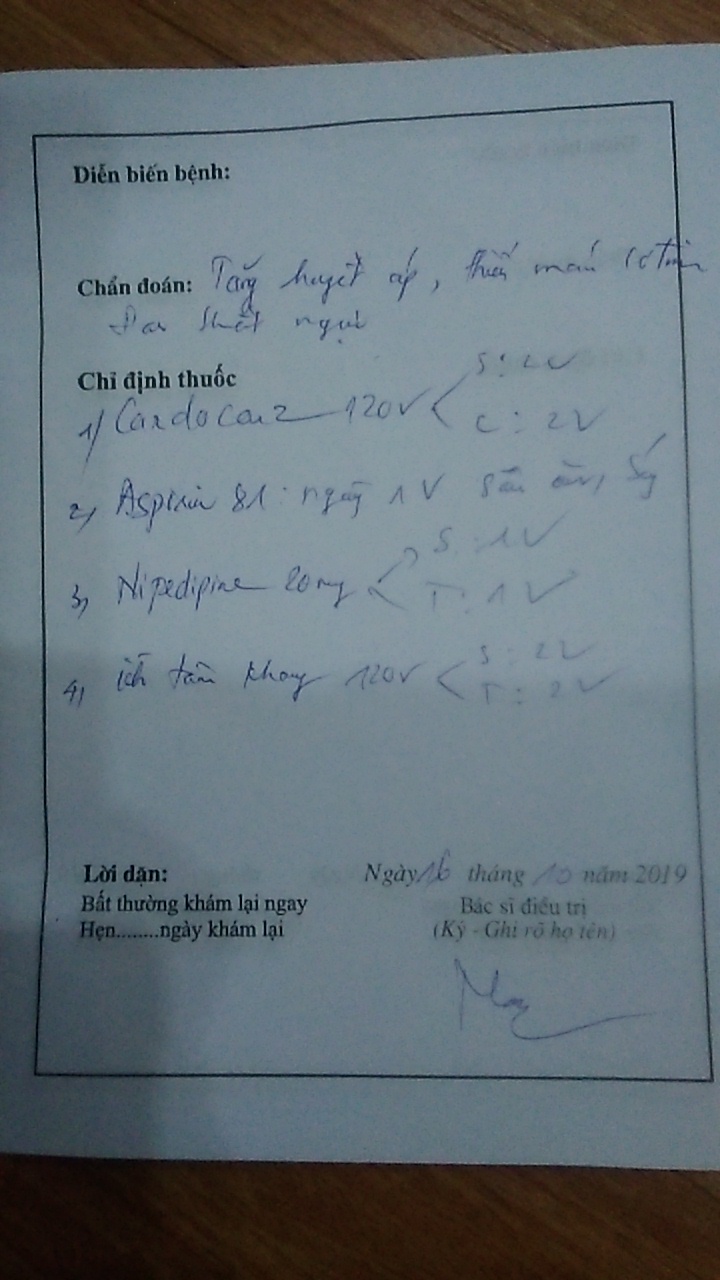 Diễn biến bệnh:
Chẩn đoán: Tăng huyết áp, thiếu máu cơ tim
Đau thắt ngực
Chỉ định thuốc
1/ 120V < S: 2V
C: 2V
2, Aspirin 81: ngày 1 V sau ăn, Sáng
3, Nipedipine 20mg < S: 1V
T: 1V
4, ích tâm khang 120V < S: 2V
T: 2V
Lời dặn:
Bất thường khám lại ngay
Hẹn........ngày khám lại
Ngày 16 tháng 10 năm 2019
Bác sĩ điều trị
(Ký - Ghi rõ họ tên)